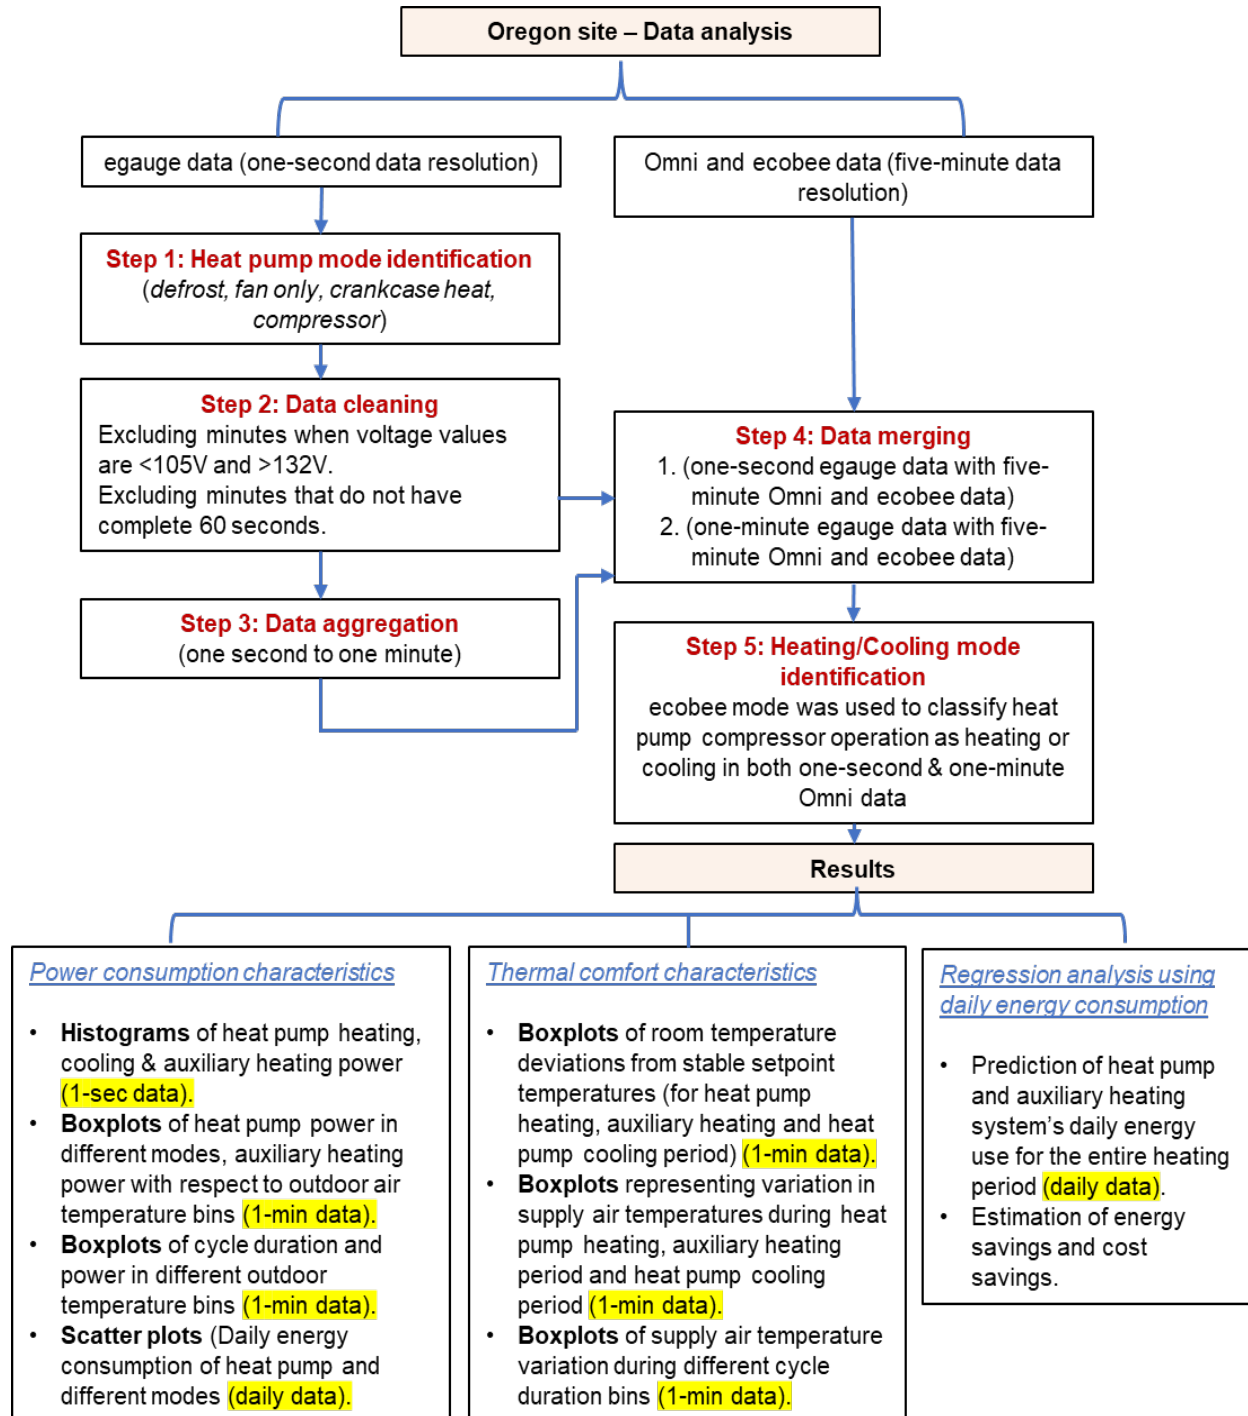 Oregon site – Data analysis
egauge data (one-second data resolution)
Omni and ecobee data (five-minute data
resolution)
Step 1: Heat pump mode identification
(defrost, fan only, crankcase heat,
compressor)
Step 2: Data cleaning
Excluding minutes when voltage values
are <105V and >132V.
Excluding minutes that do not have
complete 60 seconds.
Step 3: Data aggregation
(one second to one minute)
Step 4: Data merging
1. (one-second egauge data with five-
minute Omni and ecobee data)
2. (one-minute egauge data with five-
minute Omni and ecobee data)
Step 5: Heating/Cooling mode
identification
ecobee mode was used to classify heat
pump compressor operation as heating or
cooling in both one-second & one-minute
Omni data
Results
Power consumption characteristics
• Histograms of heat pump heating,
cooling & auxiliary heating power
(1-sec data).
• Boxplots of heat pump power in
different modes, auxiliary heating
power with respect to outdoor air
temperature bins (1-min data).
• Boxplots of cycle duration and
power in different outdoor
temperature bins (1-min data).
• Scatter plots (Daily energy
consumption of heat pump and
different modes (daily data).
Thermal comfort characteristics
• Boxplots of room temperature
deviations from stable setpoint
temperatures (for heat pump
heating, auxiliary heating and heat
pump cooling period) (1-min data).
• Boxplots representing variation in
supply air temperatures during heat
pump heating, auxiliary heating
period and heat pump cooling
period (1-min data).
• Boxplots of supply air temperature
variation during different cycle
duration bins (1-min data).
Regression analysis using
daily energy consumption
• Prediction of heat pump
and auxiliary heating
system's daily energy
use for the entire heating
period (daily data).
• Estimation of energy
savings and cost
savings.